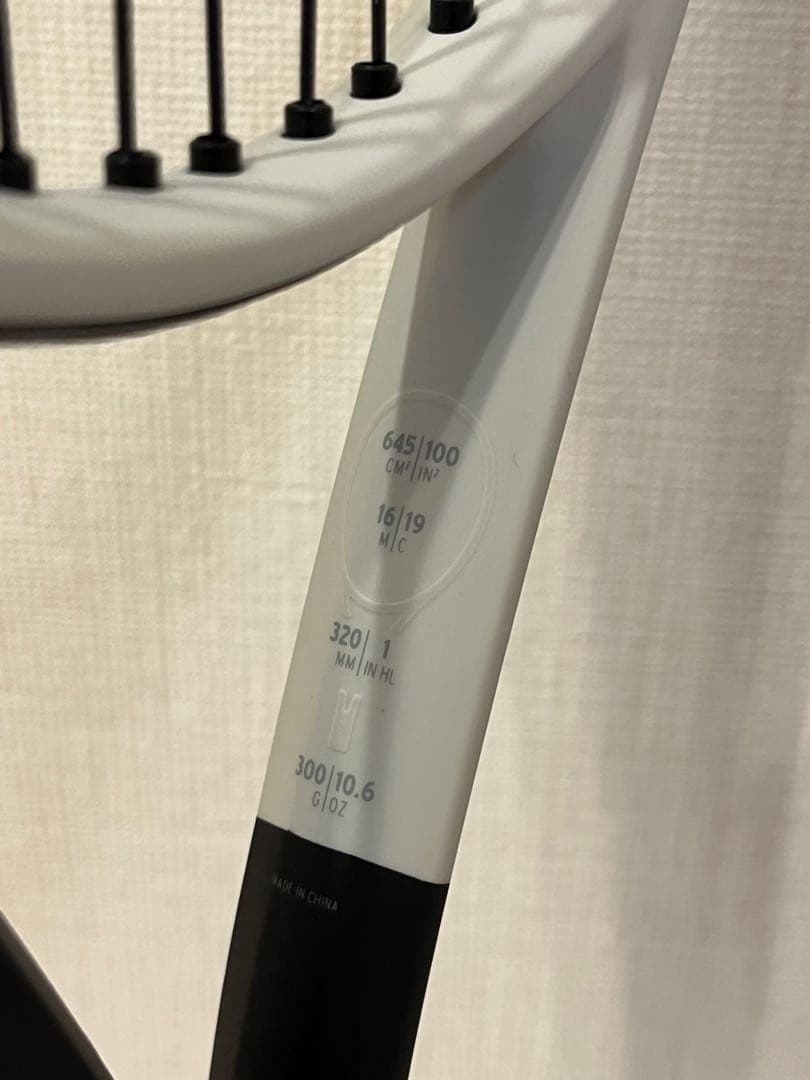 645|100
CM²|IN²
16|19
M|C
320|1
MM|IN HL
300|10.6
G|OZ
MADE IN CHINA